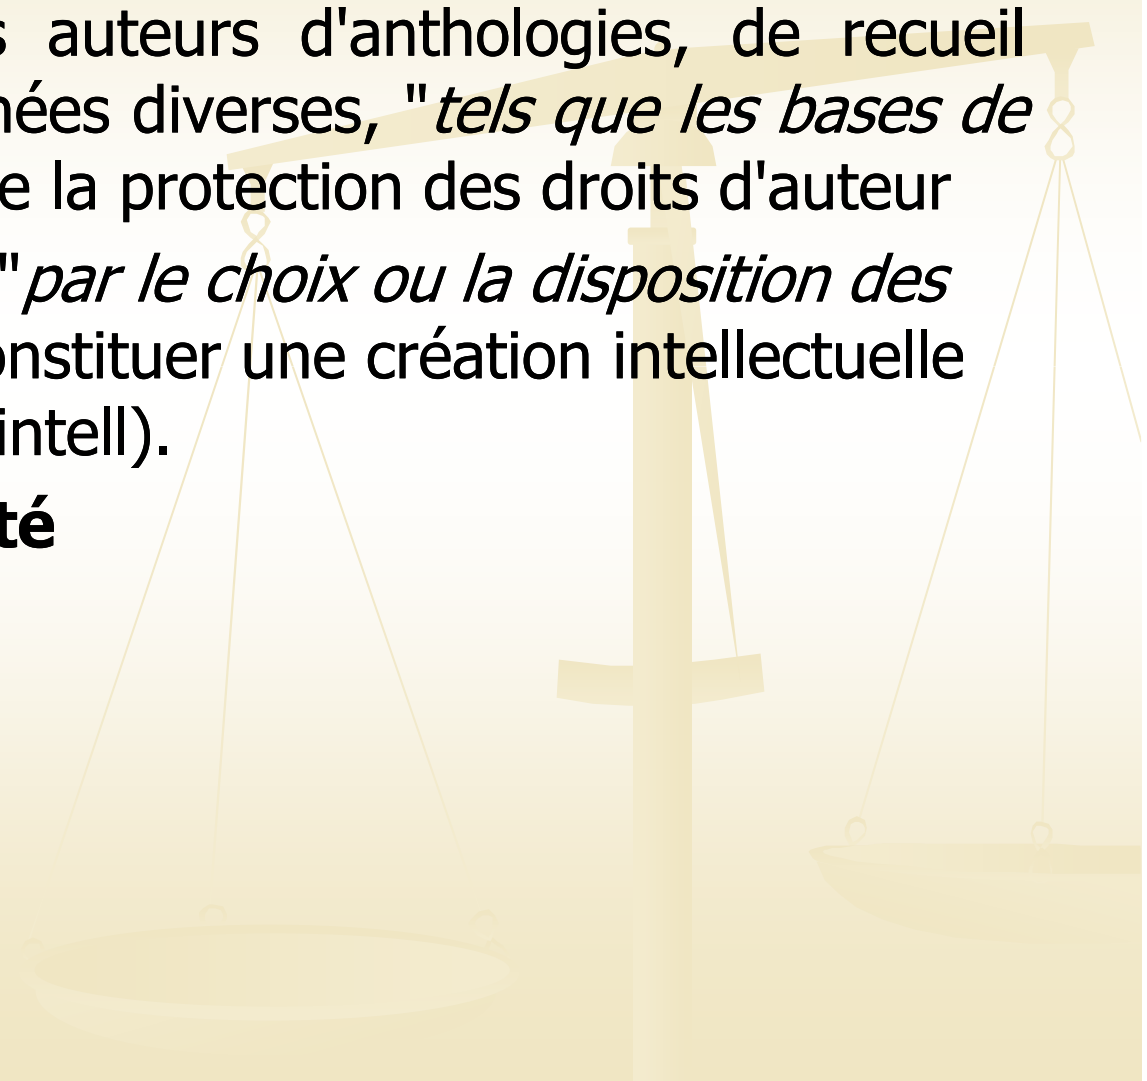 s auteurs d'anthologies, de recueil
nées diverses, "tels que les bases de
e la protection des droits d'auteur
"par le choix ou la disposition des
onstituer une création intellectuelle
intell).
té